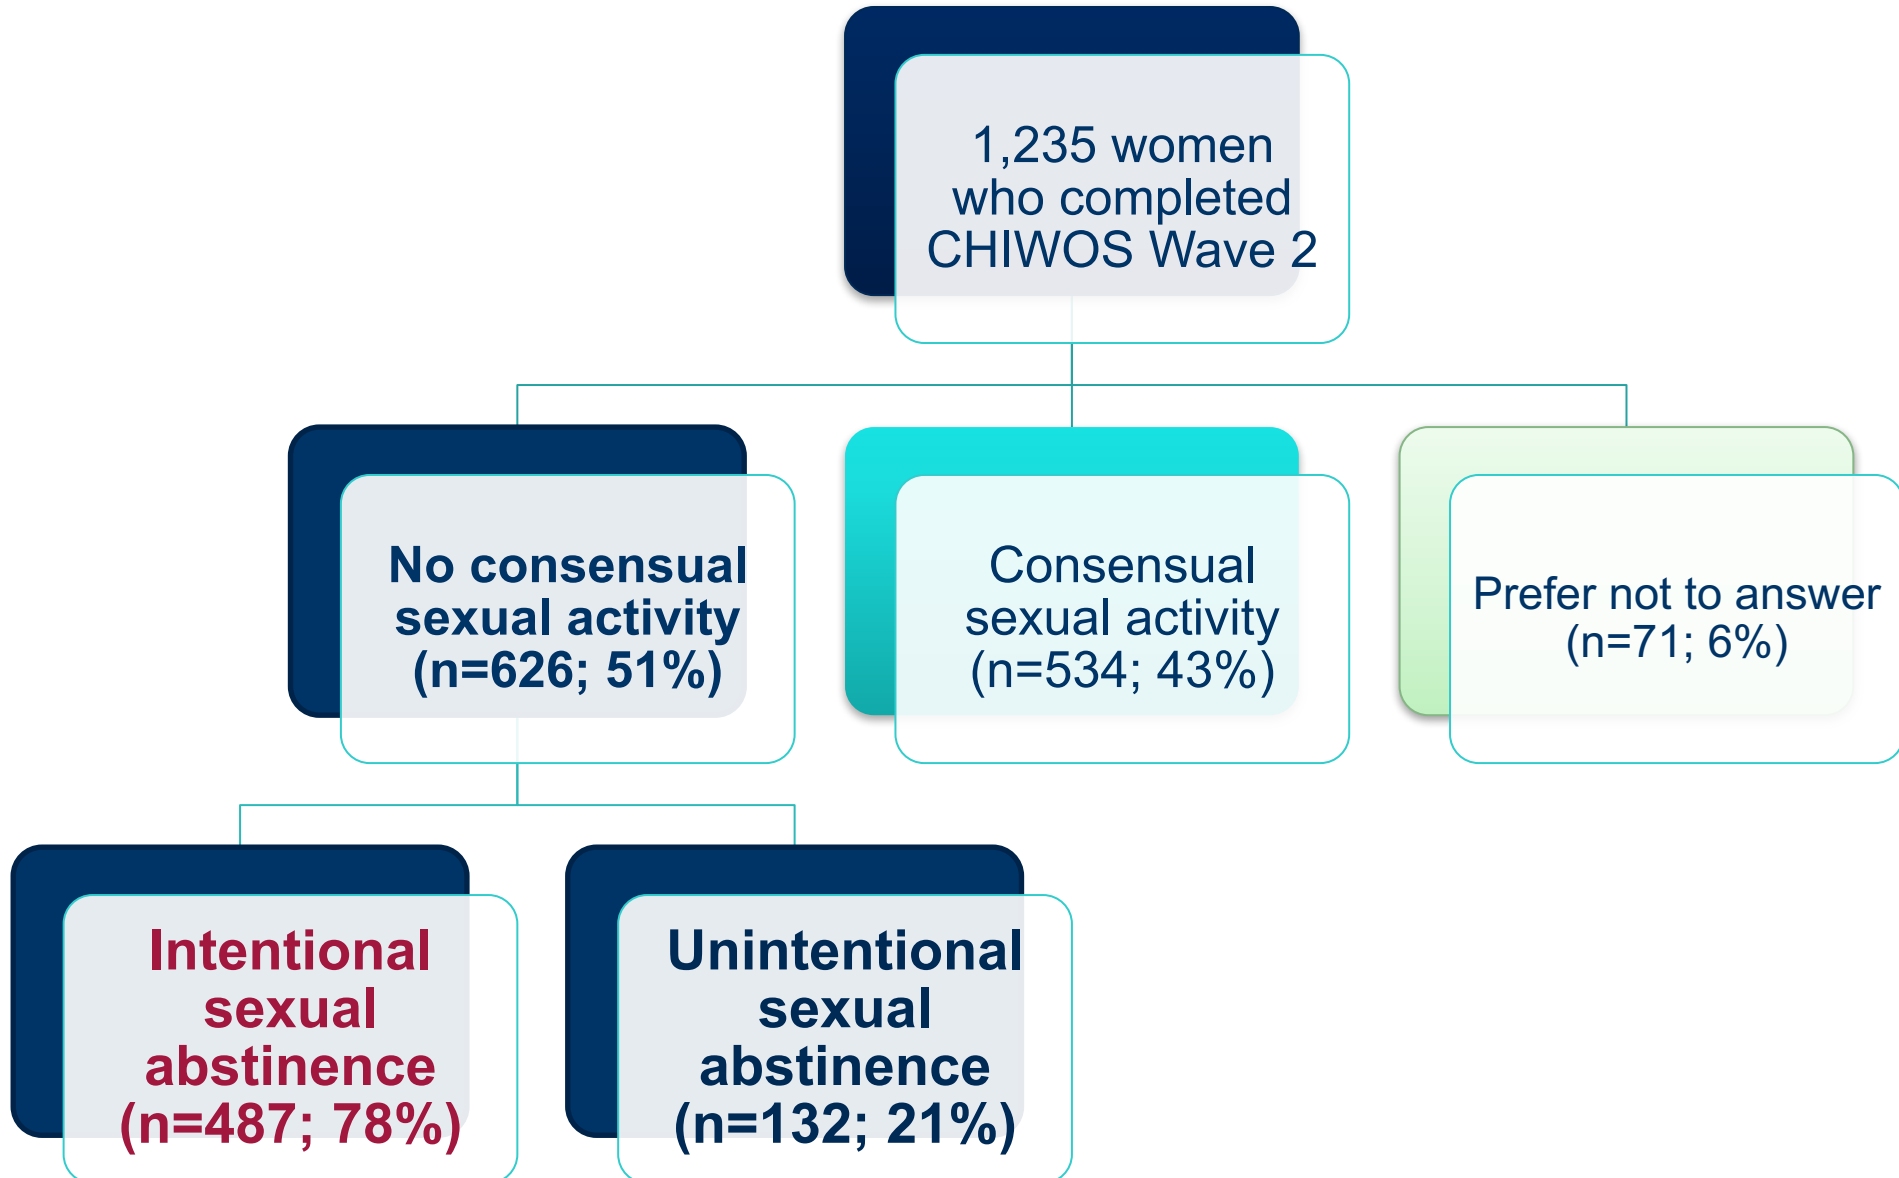 1,235 women
who completed
CHIWOS Wave 2
No consensual
sexual activity
(n=626; 51%)
Consensual
sexual activity
(n=534; 43%)
Prefer not to answer
(n=71; 6%)
Intentional
sexual
abstinence
(n=487; 78%)
Unintentional
sexual
abstinence
(n=132; 21%)